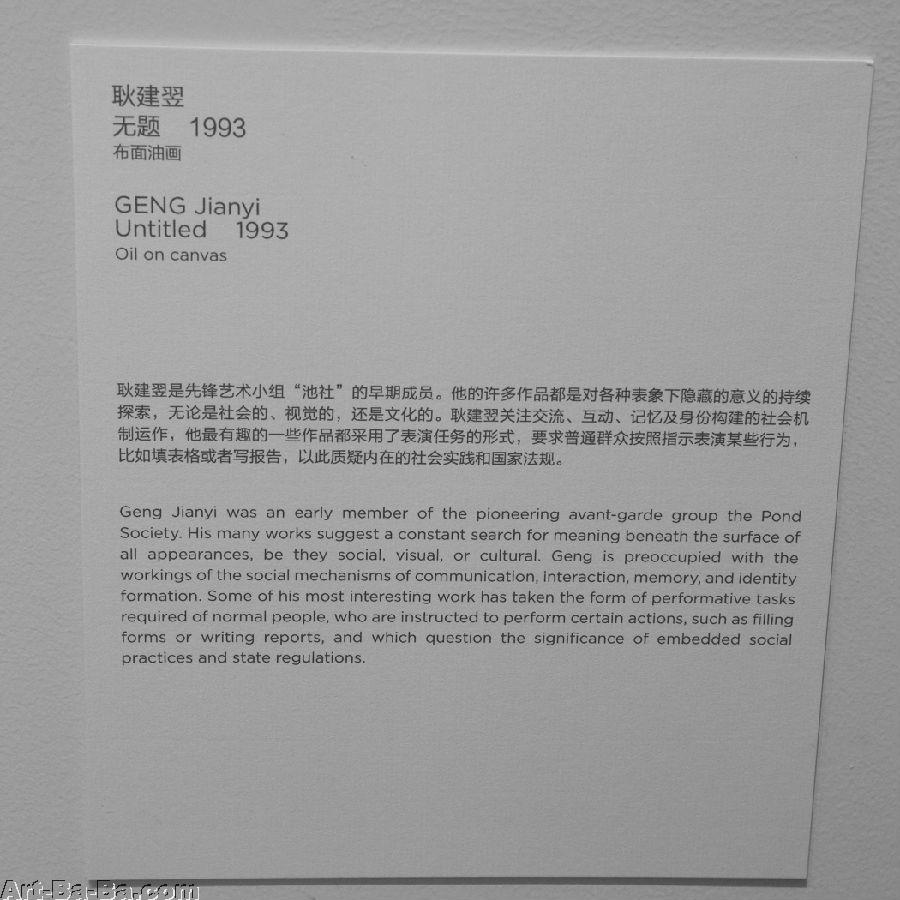 耿建翌
无题 1993
布面油画
GENG Jianyi
Untitled 1993
Oil on canvas
耿建翌是先锋艺术小组“池社”的早期成员。他的许多作品都是对各种表象下隐藏的意义的持续
探索，无论是社会的、视觉的，还是文化的。耿建翌关注交流、互动、记忆及身份构建的社会机
制运作，他最有趣的一些作品都采用了表演任务的形式，要求普通群众按照指示表演某些行为，
比如填表格或者写报告，以此质疑内在的社会实践和国家法规。
Geng Jianyi was an early member of the pioneering avant-garde group the Pond
Society. His many works suggest a constant search for meaning beneath the surface of
all appearances, be they social, visual, or cultural. Geng is preoccupied with the
workings of the social mechanisms of communication, interaction, memory, and identity
formation. Some of his most interesting work has taken the form of performative tasks
required of normal people, who are instructed to perform certain actions, such as filling
forms or writing reports, and which question the significance of embedded social
practices and state regulations.
Art-Ba-Ba.com